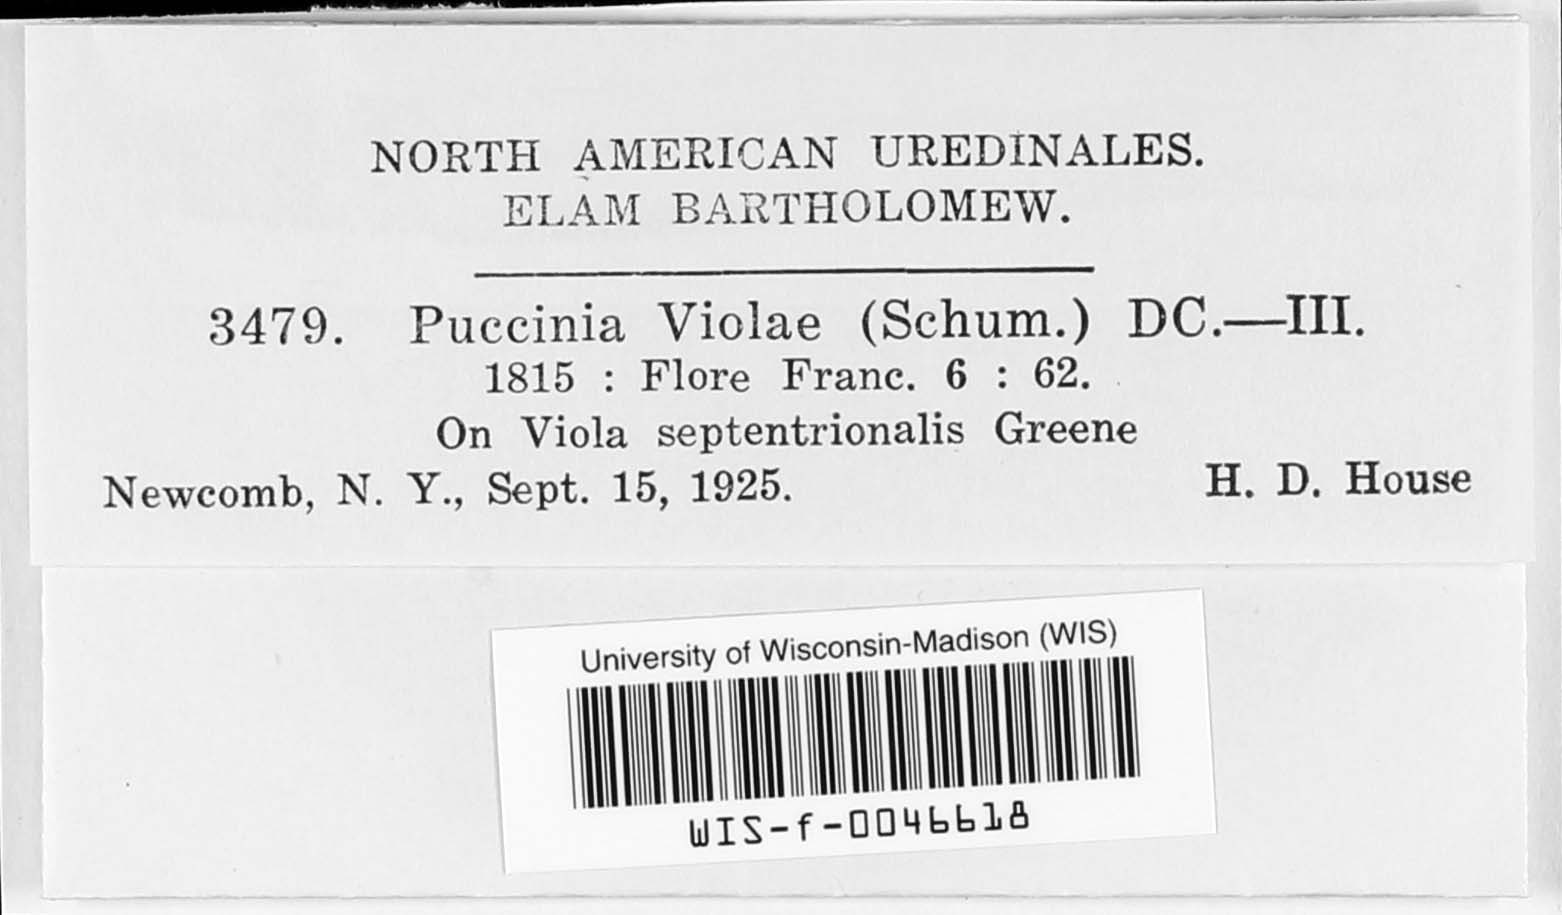 NORTH AMERICAN UREDINALES.
ELAM BARTHOLOMEW.
3479. Puccinia Violae (Schum.) DC.—III.
1815 : Flore Franc. 6 : 62.
On Viola septentrionalis Greene
Newcomb, N. Y., Sept. 15, 1925. H. D. House
University of Wisconsin-Madison (WIS)
WIS-f-0046618